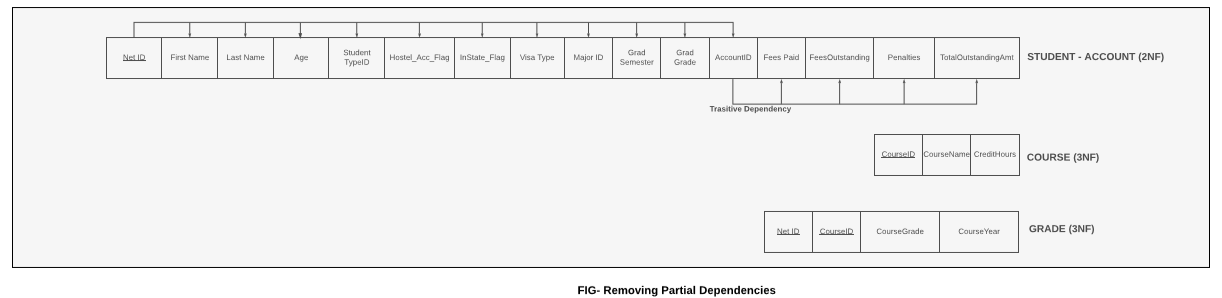 Net ID
First Name
Last Name
Age
Student
TypeID
Hostel_Acc_Flag
InState_Flag
Visa Type
Major ID
Grad
Semester
Grad
Grade
AccountID
Fees Paid
FeesOutstanding
Penalties
TotalOutstandingAmt
STUDENT - ACCOUNT (2NF)
Trasitive Dependency
CourseID
CourseName
CreditHours
COURSE (3NF)
Net ID
CourseID
CourseGrade
CourseYear
GRADE (3NF)
FIG- Removing Partial Dependencies